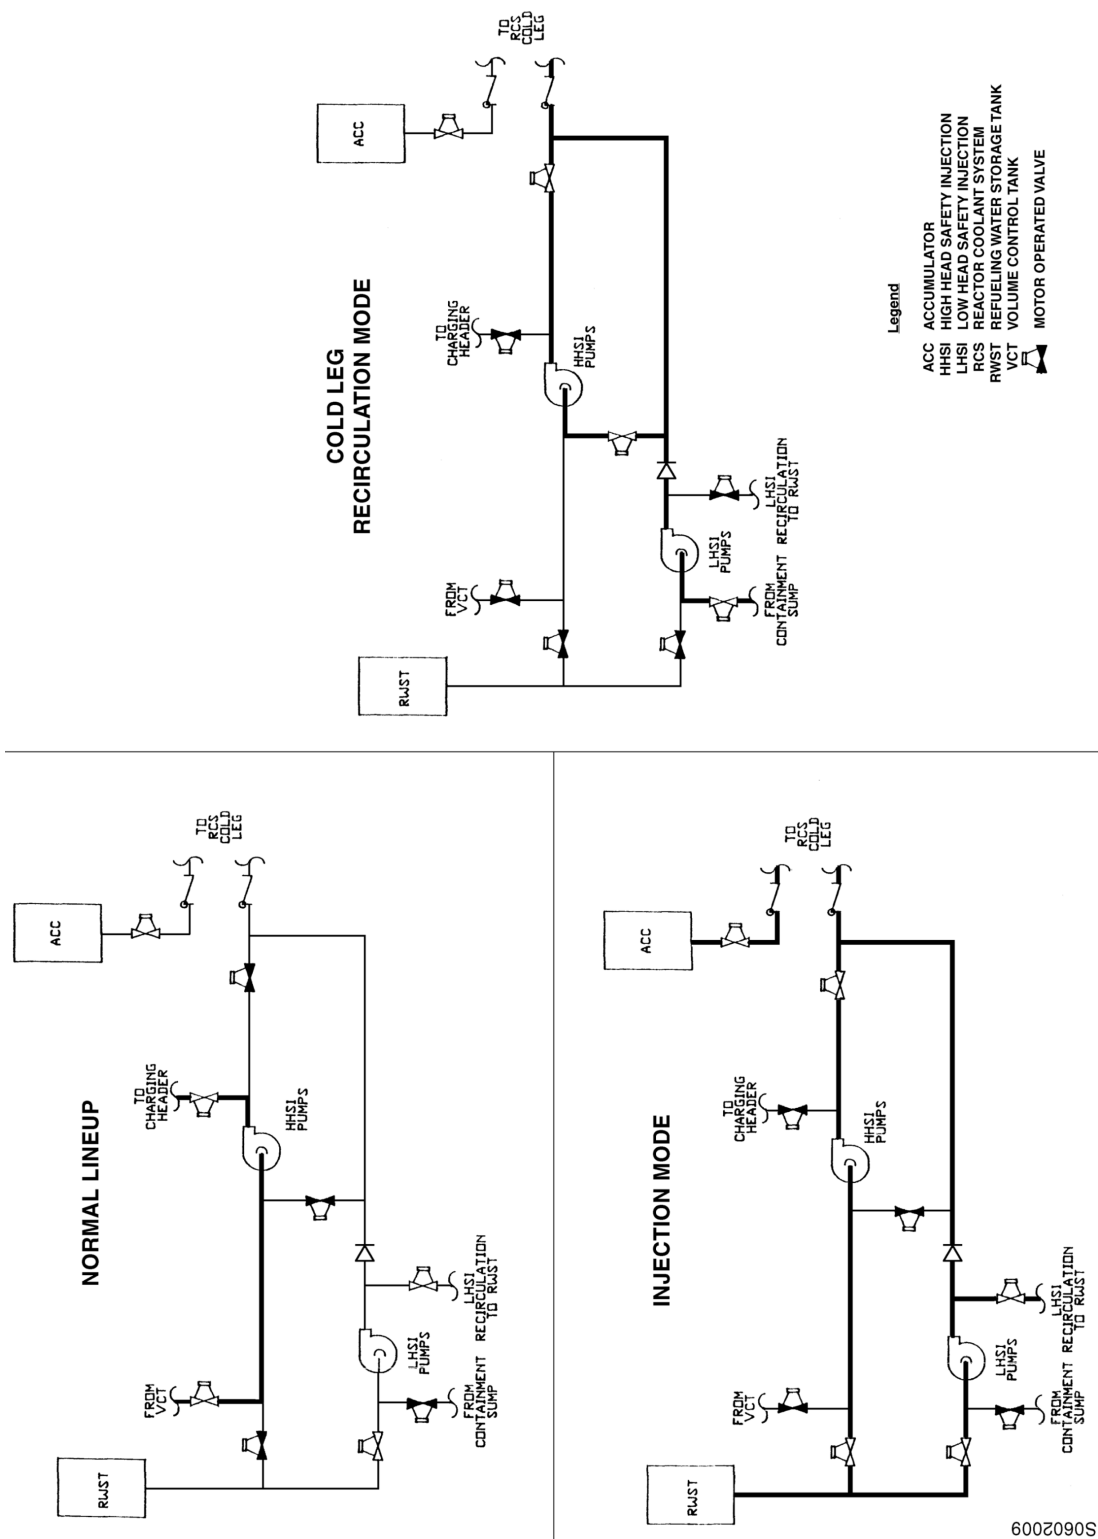 NORMAL LINEUP
ACC
TO
RCS
COLD
LEG
TO
CHARGING
HEADER
HHSI
PUMPS
FROM
VCT
RWST
LHSI
PUMPS
LHSI
RECIRCULATION
TO RWST
FROM
CONTAINMENT
SUMP
INJECTION MODE
ACC
TO
RCS
COLD
LEG
TO
CHARGING
HEADER
HHSI
PUMPS
FROM
VCT
RWST
LHSI
PUMPS
LHSI
RECIRCULATION
TO RWST
FROM
CONTAINMENT
SUMP
COLD LEG
RECIRCULATION MODE
ACC
TO
RCS
COLD
LEG
TO
CHARGING
HEADER
HHSI
PUMPS
FROM
VCT
RWST
LHSI
PUMPS
LHSI
RECIRCULATION
TO RWST
FROM
CONTAINMENT
SUMP
Legend
ACC ACCUMULATOR
HHSI HIGH HEAD SAFETY INJECTION
LHSI LOW HEAD SAFETY INJECTION
RCS REACTOR COOLANT SYSTEM
RWST REFUELING WATER STORAGE TANK
VCT VOLUME CONTROL TANK
MOTOR OPERATED VALVE
S0602009